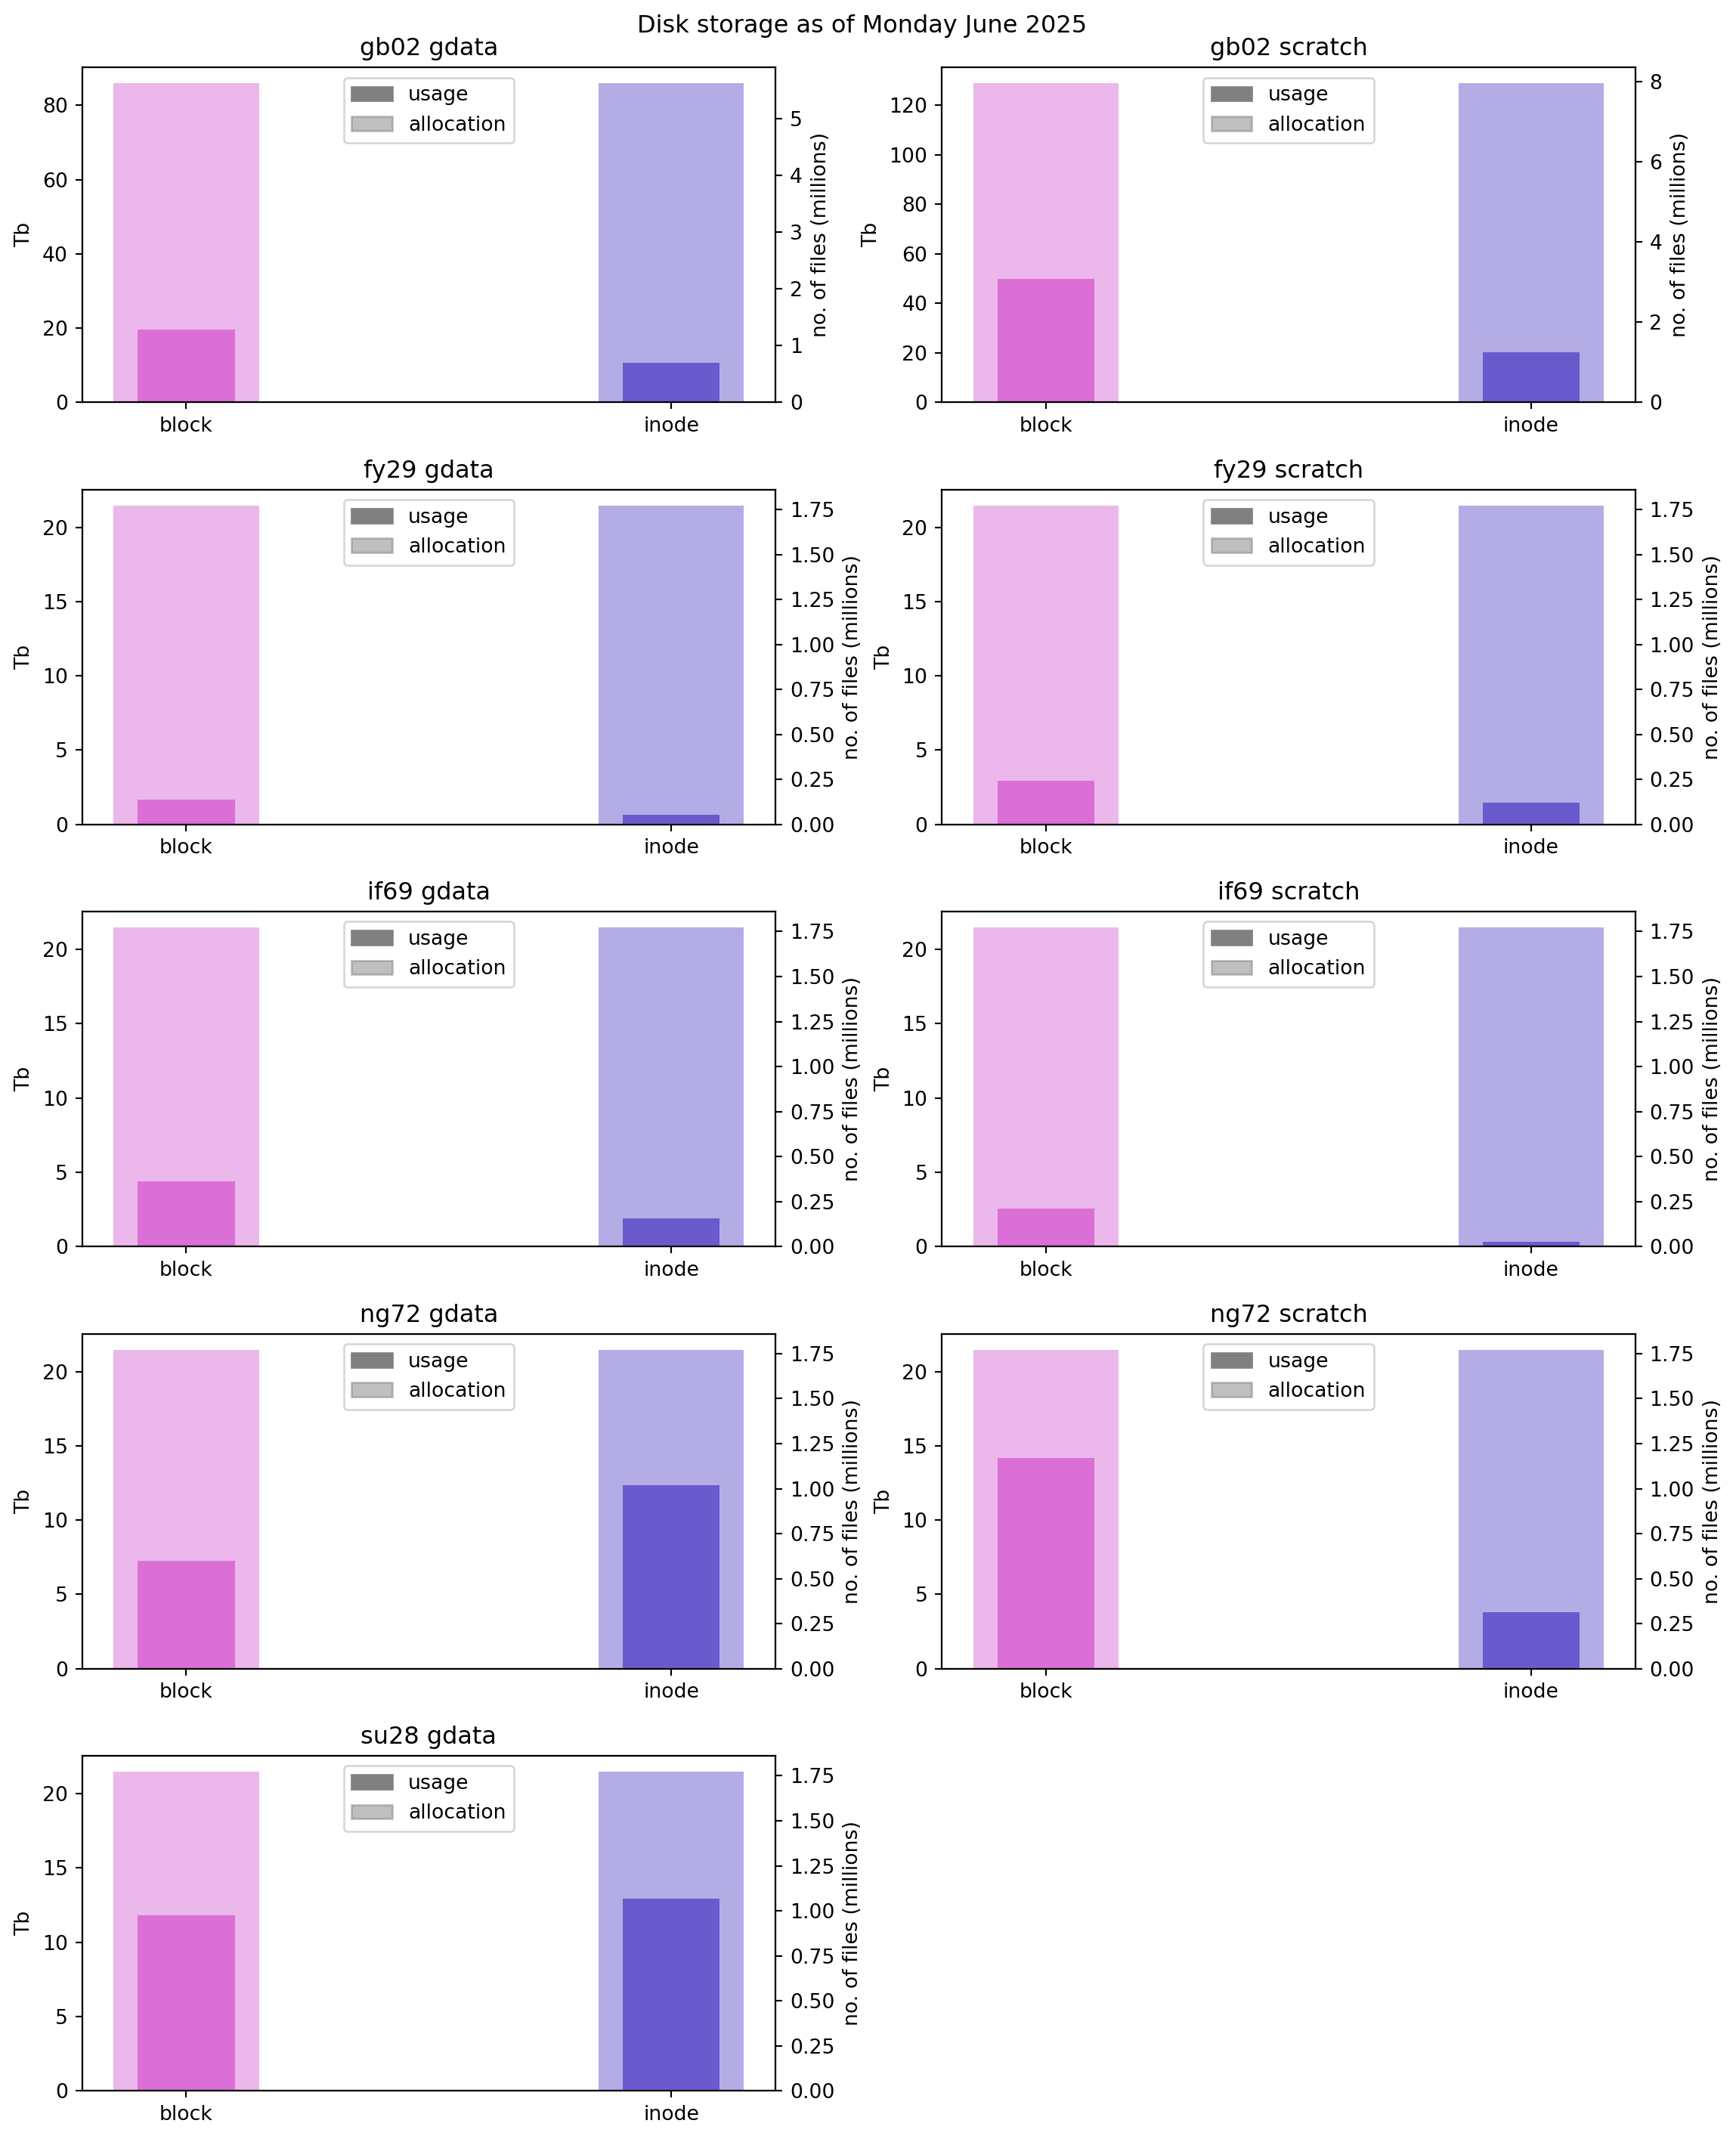 Disk storage as of Monday June 2025
gb02 gdata
usage
allocation
80
60
40
20
0
Tb
5
4
3
2
1
0
no. of files (millions)
block
inode
gb02 scratch
usage
allocation
120
100
80
60
40
20
0
Tb
8
6
4
2
0
no. of files (millions)
block
inode
fy29 gdata
usage
allocation
20
15
10
5
0
Tb
1.75
1.50
1.25
1.00
0.75
0.50
0.25
0.00
no. of files (millions)
block
inode
fy29 scratch
usage
allocation
20
15
10
5
0
Tb
1.75
1.50
1.25
1.00
0.75
0.50
0.25
0.00
no. of files (millions)
block
inode
if69 gdata
usage
allocation
20
15
10
5
0
Tb
1.75
1.50
1.25
1.00
0.75
0.50
0.25
0.00
no. of files (millions)
block
inode
if69 scratch
usage
allocation
20
15
10
5
0
Tb
1.75
1.50
1.25
1.00
0.75
0.50
0.25
0.00
no. of files (millions)
block
inode
ng72 gdata
usage
allocation
20
15
10
5
0
Tb
1.75
1.50
1.25
1.00
0.75
0.50
0.25
0.00
no. of files (millions)
block
inode
ng72 scratch
usage
allocation
20
15
10
5
0
Tb
1.75
1.50
1.25
1.00
0.75
0.50
0.25
0.00
no. of files (millions)
block
inode
su28 gdata
usage
allocation
20
15
10
5
0
Tb
1.75
1.50
1.25
1.00
0.75
0.50
0.25
0.00
no. of files (millions)
block
inode